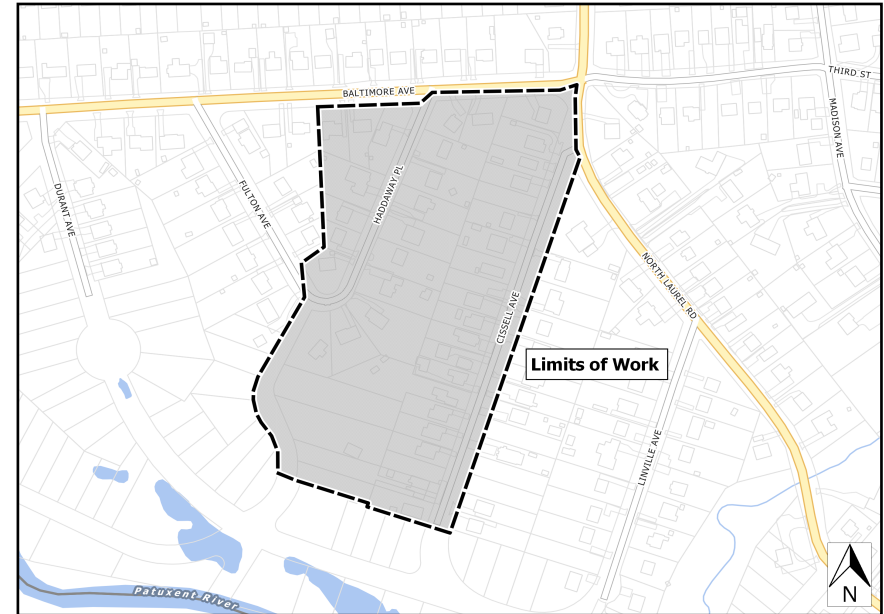 BALTIMORE AVE
THIRD ST
MADISON AVE
DURANT AVE
FULTON AVE
HADDAWAY PL
NORTH LAUREL RD
CISSELL AVE
Limits of Work
LINVILLE AVE
Patuxent River
N